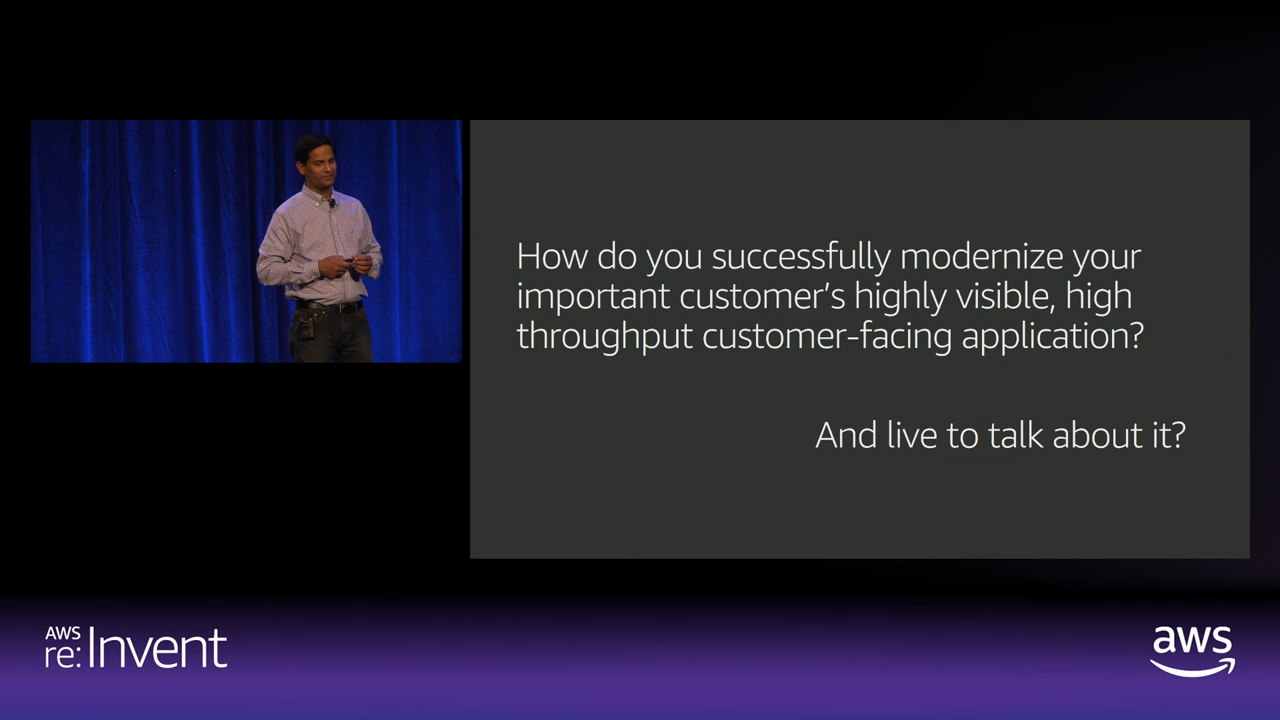 How do you successfully modernize your
important customer’s highly visible, high
throughput customer-facing application?
And live to talk about it?
AWS
re:Invent
aws